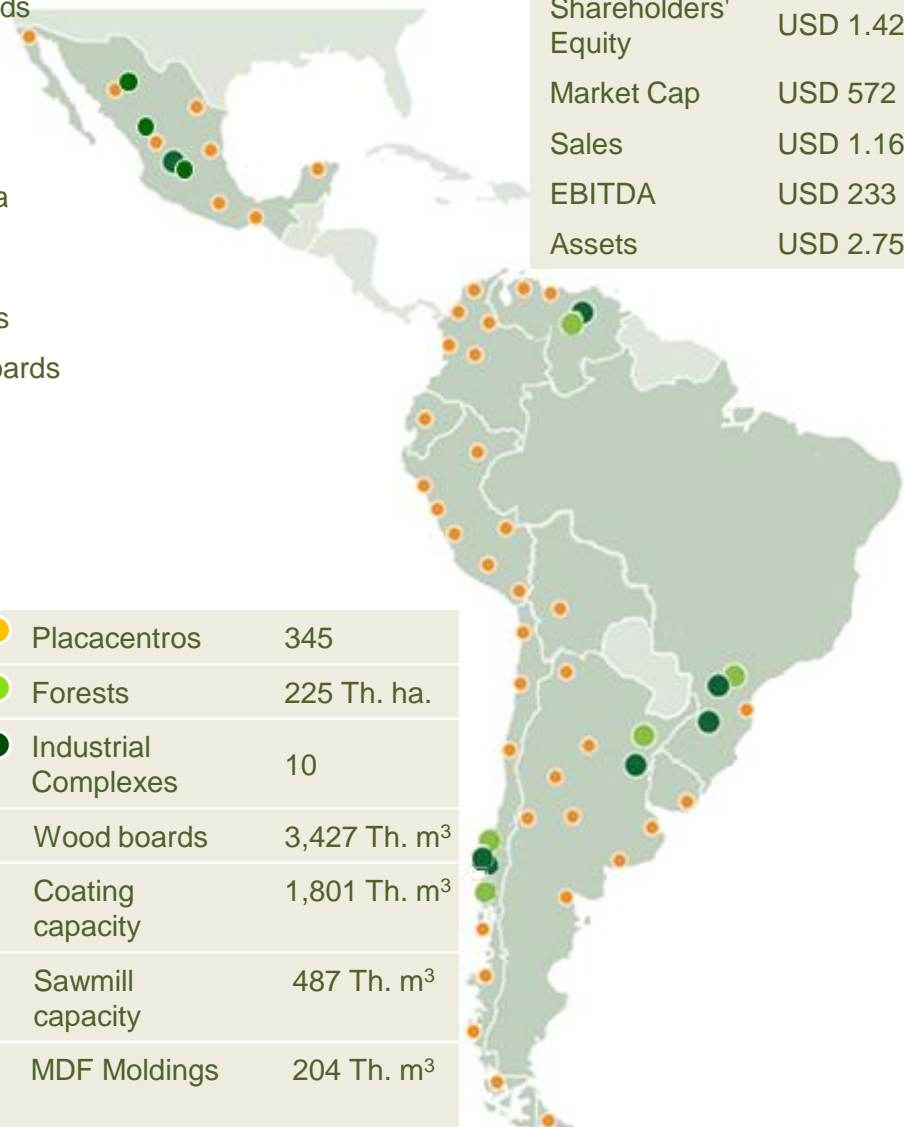 ds
Shareholders'
Equity
USD 1.42
Market Cap
USD 572
Sales
USD 1.16
EBITDA
USD 233
Assets
USD 2.75
a
s
oards
Placacentros
345
Forests
225 Th. ha.
Industrial
Complexes
10
Wood boards
3,427 Th. m³
Coating
capacity
1,801 Th. m³
Sawmill
capacity
487 Th. m³
MDF Moldings
204 Th. m³